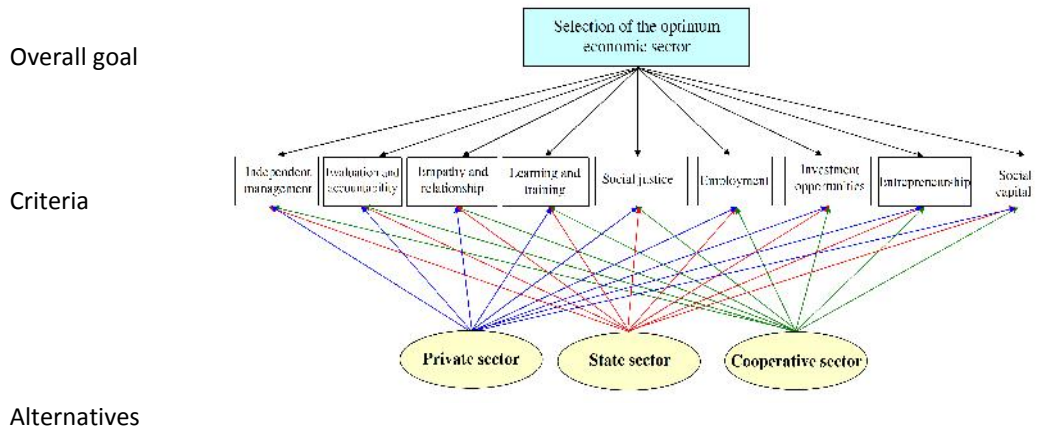 Selection of the optimum
economic sector
Overall goal
Independent
management
Evaluation and
accountability
Empathy and
relationship
Learning and
training
Social justice
Employment
Investment
opportunities
Entrepreneurship
Social
capital
Criteria
Private sector
State sector
Cooperative sector
Alternatives